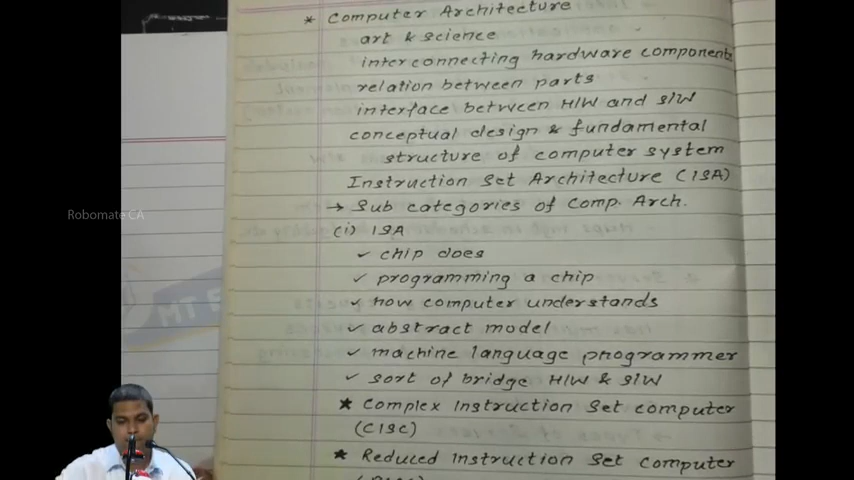 * Computer Architecture
art & science
interconnecting hardware components
relation between parts
interface between H/W and S/W
conceptual design & fundamental
structure of computer system
Instruction Set Architecture (ISA)
→ Sub categories of Comp. Arch.
(i) ISA
✓ chip does
✓ programming a chip
✓ how computer understands
✓ abstract model
✓ machine language programmer
✓ sort of bridge H/W & S/W
★ Complex Instruction Set computer
(CISC)
★ Reduced Instruction Set Computer
Robomate CA